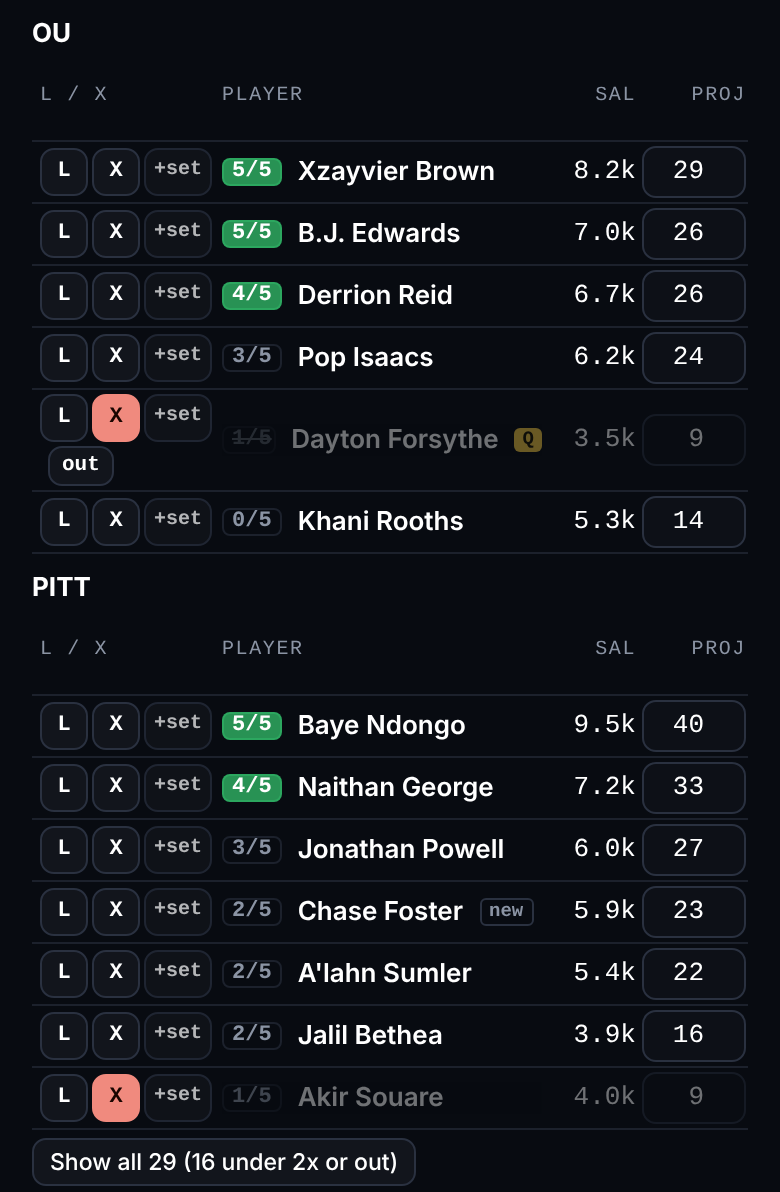 OU
L / X PLAYER SAL PROJ
L X +set 5/5 Xzayvier Brown 8.2k 29
L X +set 5/5 B.J. Edwards 7.0k 26
L X +set 4/5 Derrion Reid 6.7k 26
L X +set 3/5 Pop Isaacs 6.2k 24
L X +set 1/5 Dayton Forsythe Q 3.5k 9
out
L X +set 0/5 Khani Rooths 5.3k 14
PITT
L / X PLAYER SAL PROJ
L X +set 5/5 Baye Ndongo 9.5k 40
L X +set 4/5 Naithan George 7.2k 33
L X +set 3/5 Jonathan Powell 6.0k 27
L X +set 2/5 Chase Foster new 5.9k 23
L X +set 2/5 A'lahn Sumler 5.4k 22
L X +set 2/5 Jalil Bethea 3.9k 16
L X +set 1/5 Akir Souare 4.0k 9
Show all 29 (16 under 2x or out)